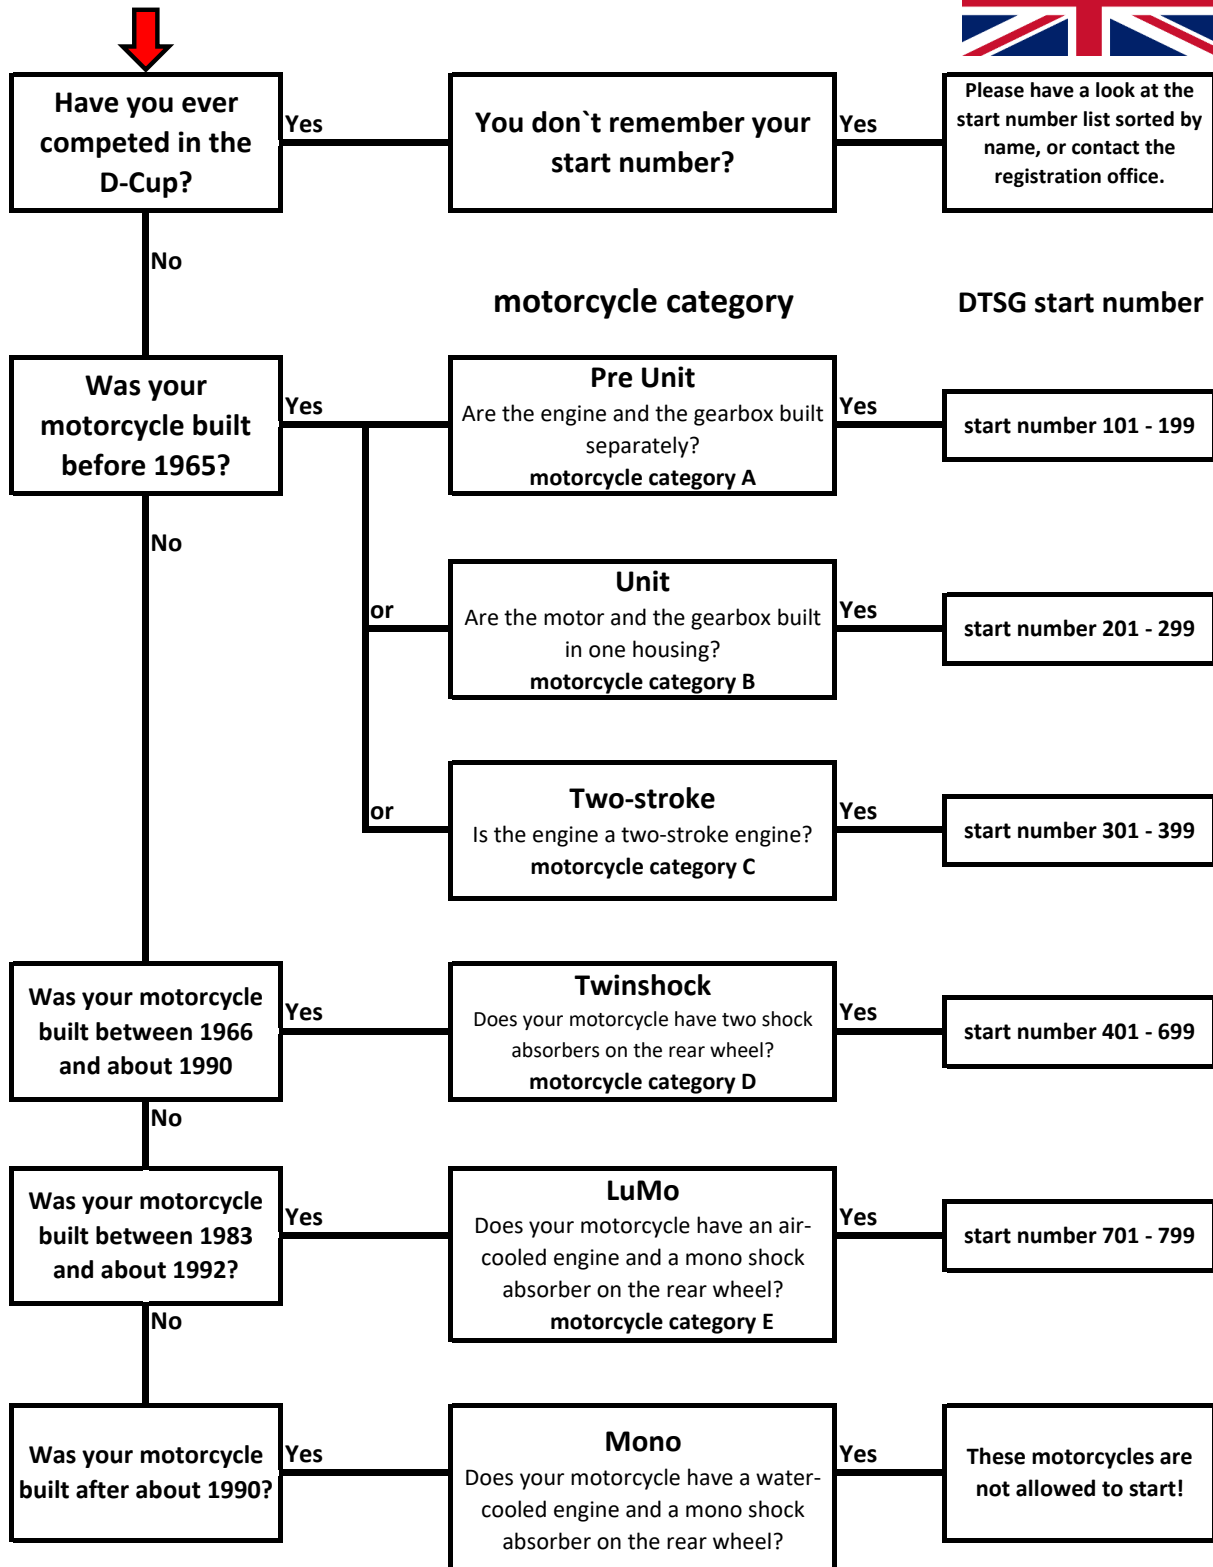 Have you ever
competed in the
D-Cup?
Yes
You don`t remember your
start number?
Yes
Please have a look at the
start number list sorted by
name, or contact the
registration office.
No
motorcycle category
DTSG start number
Was your
motorcycle built
before 1965?
Yes
Pre Unit
Are the engine and the gearbox built
separately?
motorcycle category A
Yes
start number 101 - 199
No
or
Unit
Are the motor and the gearbox built
in one housing?
motorcycle category B
Yes
start number 201 - 299
or
Two-stroke
Is the engine a two-stroke engine?
motorcycle category C
Yes
start number 301 - 399
Was your motorcycle
built between 1966
and about 1990
Yes
Twinshock
Does your motorcycle have two shock
absorbers on the rear wheel?
motorcycle category D
Yes
start number 401 - 699
No
Was your motorcycle
built between 1983
and about 1992?
Yes
LuMo
Does your motorcycle have an air-
cooled engine and a mono shock
absorber on the rear wheel?
motorcycle category E
Yes
start number 701 - 799
No
Was your motorcycle
built after about 1990?
Yes
Mono
Does your motorcycle have a water-
cooled engine and a mono shock
absorber on the rear wheel?
Yes
These motorcycles are
not allowed to start!